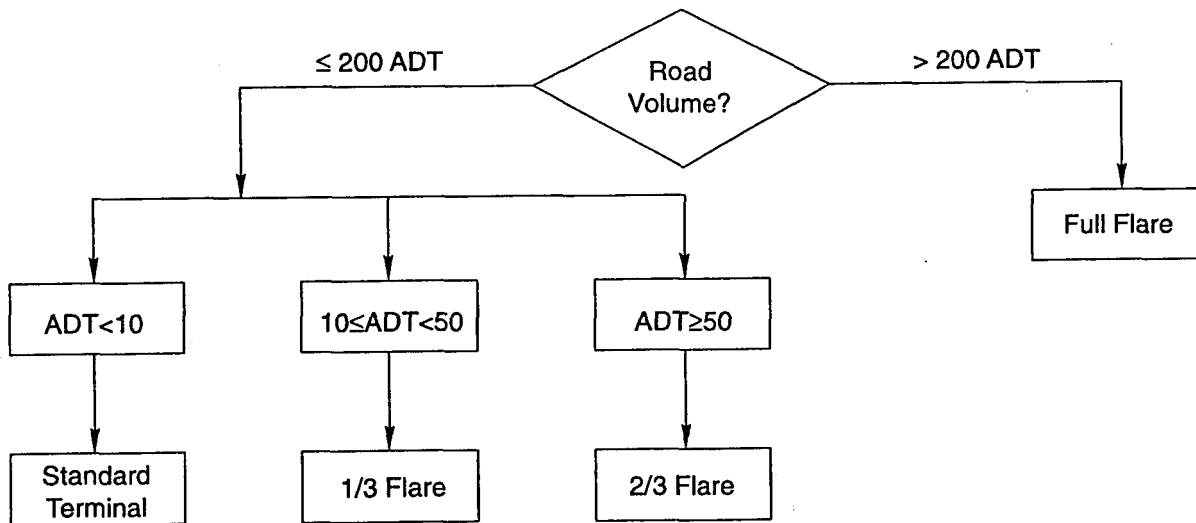 ≤ 200 ADT
Road
Volume?
> 200 ADT
Full Flare
ADT<10
10≤ADT<50
ADT≥50
Standard
Terminal
1/3 Flare
2/3 Flare